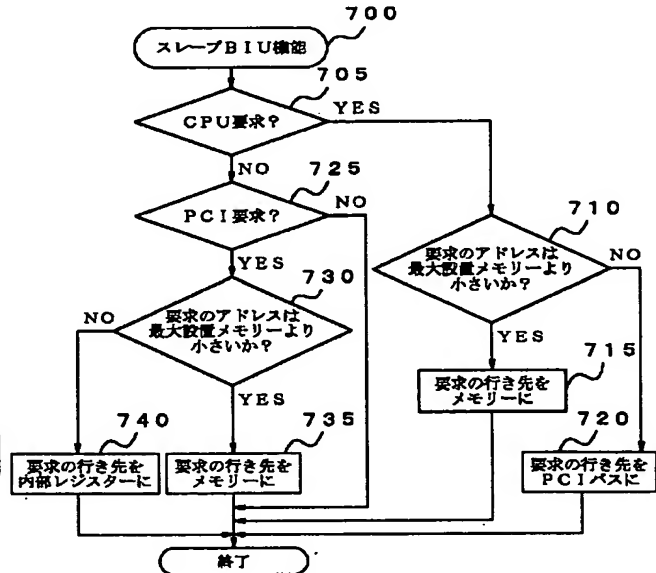 700
スレーブBIU機能
705
CPU要求?
YES
NO
725
PCI要求?
NO
YES
710
要求のアドレスは
最大設置メモリーより
小さいか?
NO
YES
730
要求のアドレスは
最大設置メモリーより
小さいか?
NO
YES
715
要求の行き先を
メモリーに
720
要求の行き先を
PCIバスに
740
要求の行き先を
内部レジスターに
735
要求の行き先を
メモリーに
終了